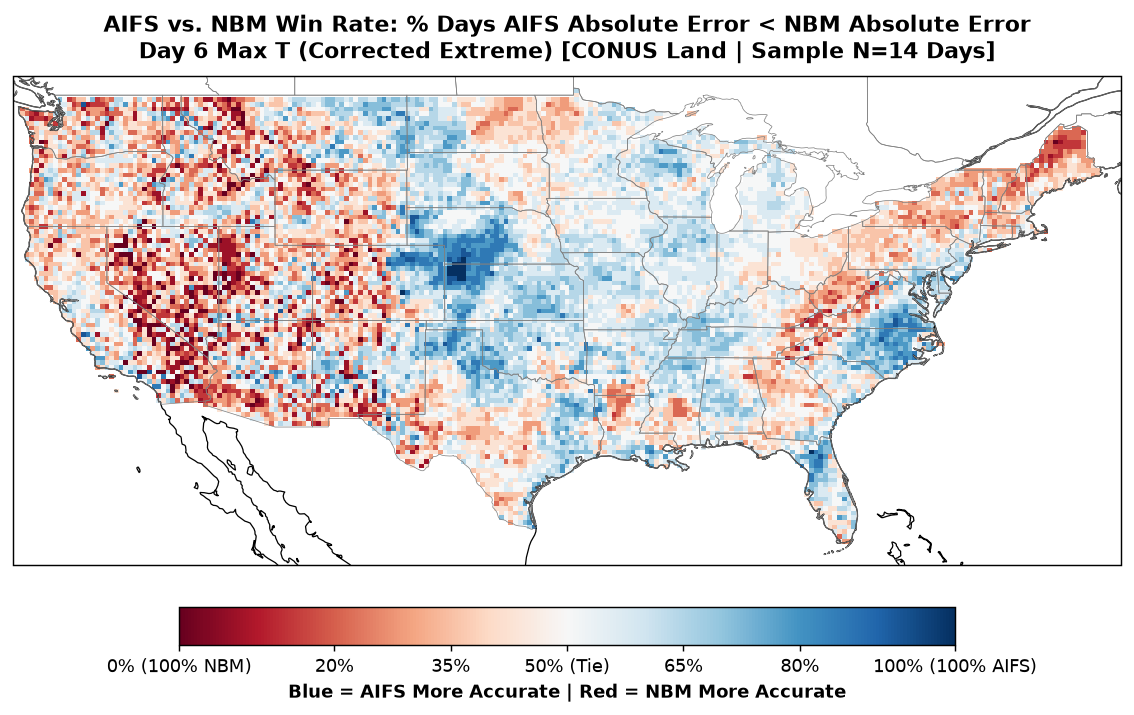 AIFS vs. NBM Win Rate: % Days AIFS Absolute Error < NBM Absolute Error
Day 6 Max T (Corrected Extreme) [CONUS Land | Sample N=14 Days]
0% (100% NBM) 20% 35% 50% (Tie) 65% 80% 100% (100% AIFS)
Blue = AIFS More Accurate | Red = NBM More Accurate